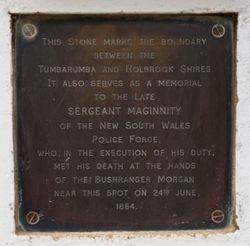 THIS STONE MARKS THE BOUNDARY
BETWEEN THE
TUMBARUMBA AND HOLBROOK SHIRES.
IT ALSO SERVES AS A MEMORIAL
TO THE LATE
SERGEANT MAGINNITY
OF THE NEW SOUTH WALES
POLICE FORCE,
WHO, IN THE EXECUTION OF HIS DUTY,
MET HIS DEATH AT THE HANDS
OF THE BUSHRANGER MORGAN
NEAR THIS SPOT ON 24TH JUNE,
1864.